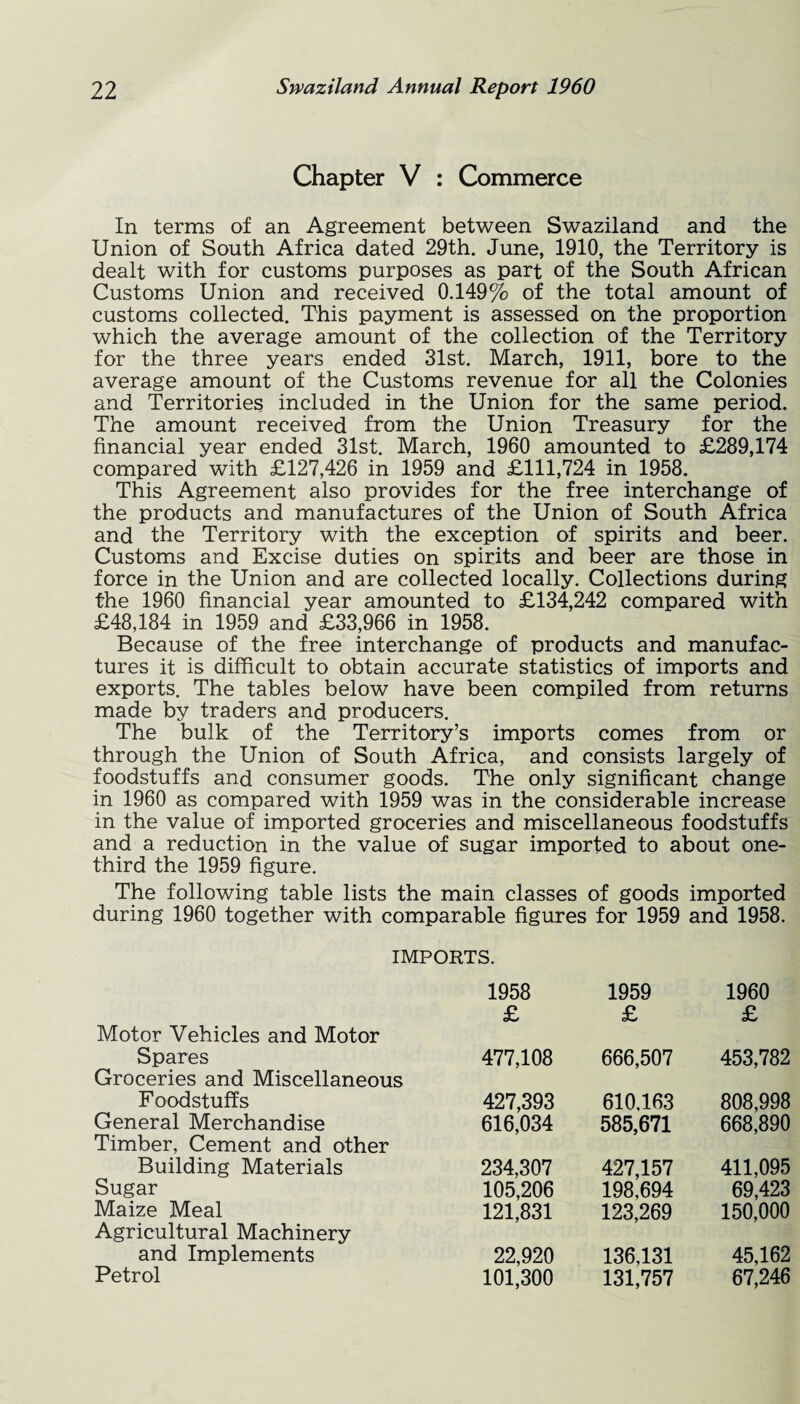 22 Swaziland Annual Report 1960
Chapter V : Commerce
In terms of an Agreement between Swaziland and the
Union of South Africa dated 29th. June, 1910, the Territory is
dealt with for customs purposes as part of the South African
Customs Union and received 0.149% of the total amount of
customs collected. This payment is assessed on the proportion
which the average amount of the collection of the Territory
for the three years ended 31st. March, 1911, bore to the
average amount of the Customs revenue for all the Colonies
and Territories included in the Union for the same period.
The amount received from the Union Treasury for the
financial year ended 31st. March, 1960 amounted to £289,174
compared with £127,426 in 1959 and £111,724 in 1958.
This Agreement also provides for the free interchange of
the products and manufactures of the Union of South Africa
and the Territory with the exception of spirits and beer.
Customs and Excise duties on spirits and beer are those in
force in the Union and are collected locally. Collections during
the 1960 financial year amounted to £134,242 compared with
£48,184 in 1959 and £33,966 in 1958.
Because of the free interchange of products and manufac-
tures it is difficult to obtain accurate statistics of imports and
exports. The tables below have been compiled from returns
made by traders and producers.
The bulk of the Territory's imports comes from or
through the Union of South Africa, and consists largely of
foodstuffs and consumer goods. The only significant change
in 1960 as compared with 1959 was in the considerable increase
in the value of imported groceries and miscellaneous foodstuffs
and a reduction in the value of sugar imported to about one-
third the 1959 figure.
The following table lists the main classes of goods imported
during 1960 together with comparable figures for 1959 and 1958.
IMPORTS.
1958 1959 1960
£ £ £
Motor Vehicles and Motor
Spares 477,108 666,507 453,782
Groceries and Miscellaneous
Foodstuffs 427,393 610,163 808,998
General Merchandise 616,034 585,671 668,890
Timber, Cement and other
Building Materials 234,307 427,157 411,095
Sugar 105,206 198,694 69,423
Maize Meal 121,831 123,269 150,000
Agricultural Machinery
and Implements 22,920 136,131 45,162
Petrol 101,300 131,757 67,246